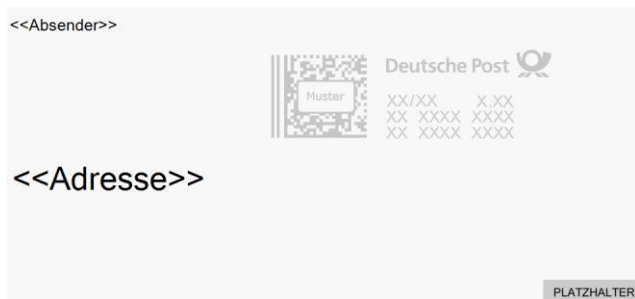 <<Absender>>
Deutsche Post
Muster
XX/XX X,XX
XX XXXX XXXX
XX XXXX XXXX
<<Adresse>>
PLATZHALTER